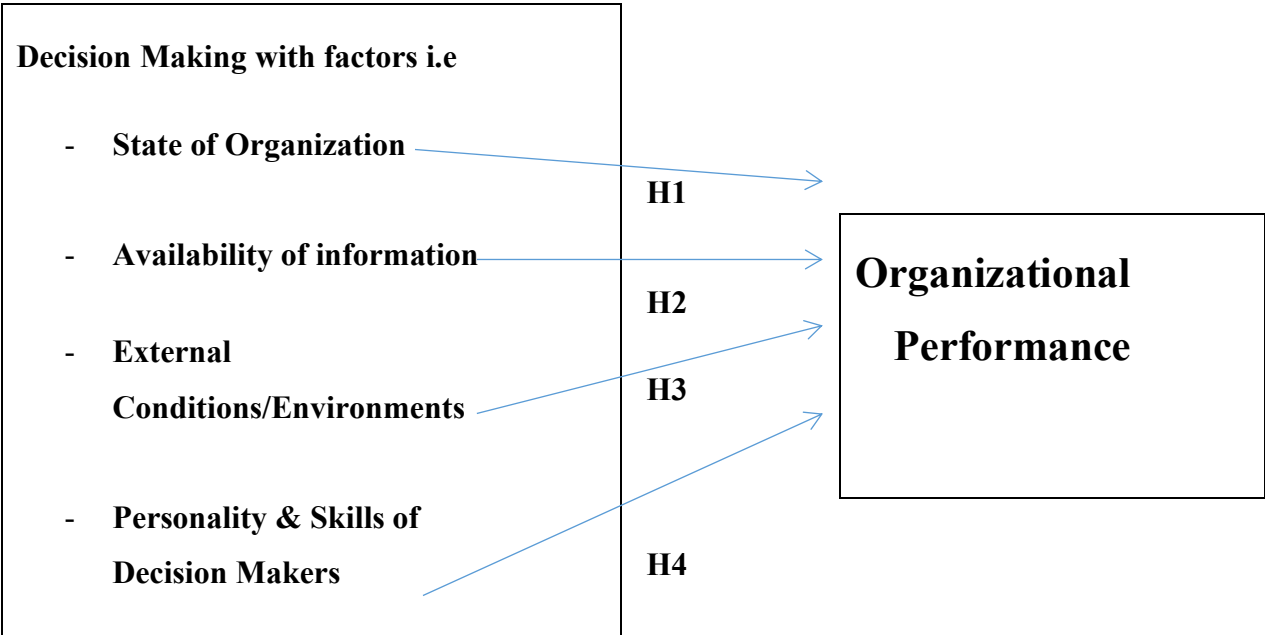 Decision Making with factors i.e
- State of Organization
H1
- Availability of information
H2
- External
Conditions/Environments
H3
- Personality & Skills of
Decision Makers
H4
Organizational
Performance